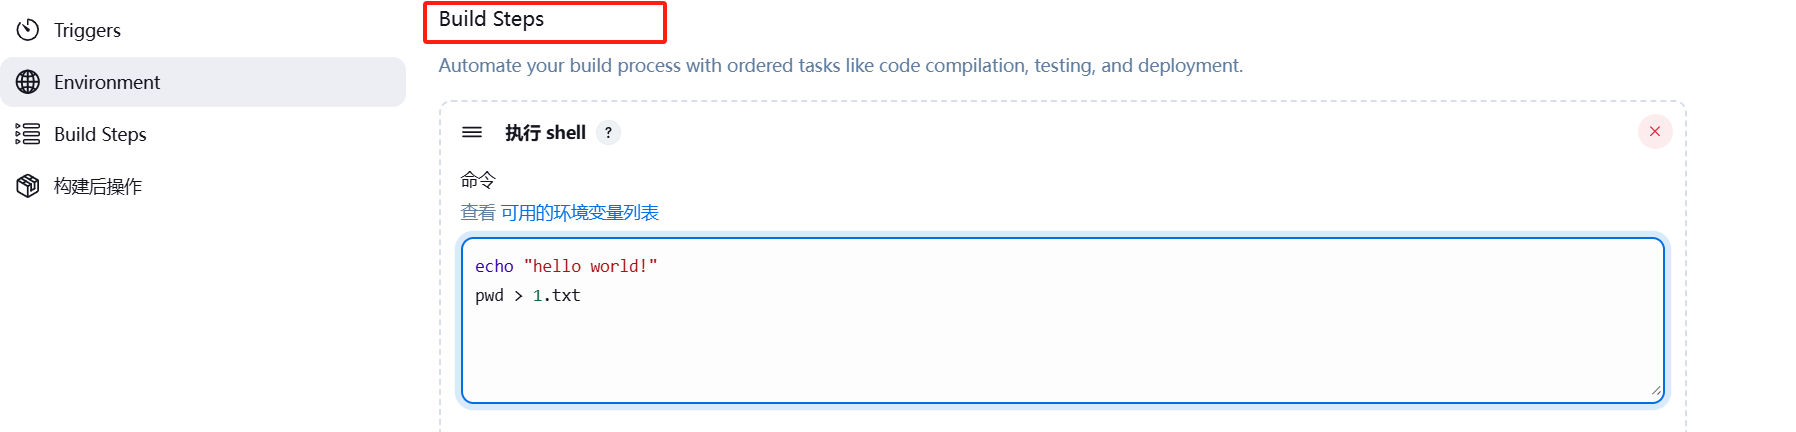 Triggers
Environment
Build Steps
构建后操作
Build Steps
Automate your build process with ordered tasks like code compilation, testing, and deployment.
执行 shell ?
命令
查看 可用的环境变量列表
echo "hello world!"
pwd > 1.txt